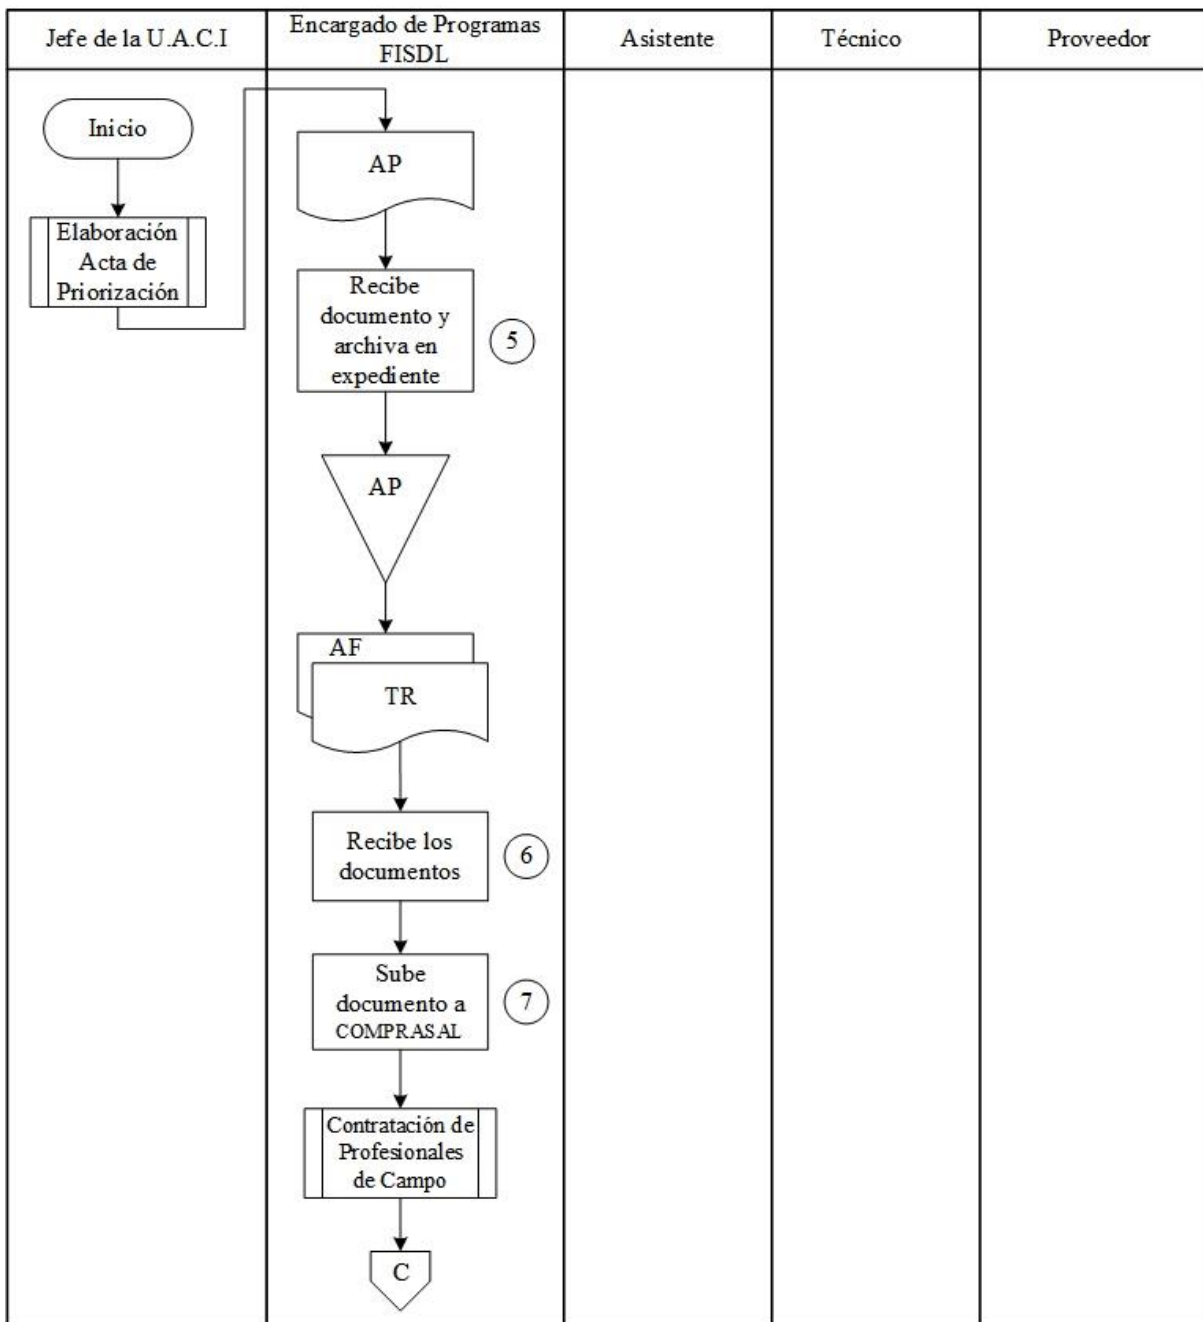 Jefe de la U.A.C.I
Encargado de Programas
FISDL
Asistente
Técnico
Proveedor
Inicio
Elaboración
Acta de
Priorización
AP
Recibe
documento y
archiva en
expediente
5
AP
AF
TR
Recibe los
documentos
6
Sube
documento a
COMPRASAL
7
Contratación de
Profesionales
de Campo
C